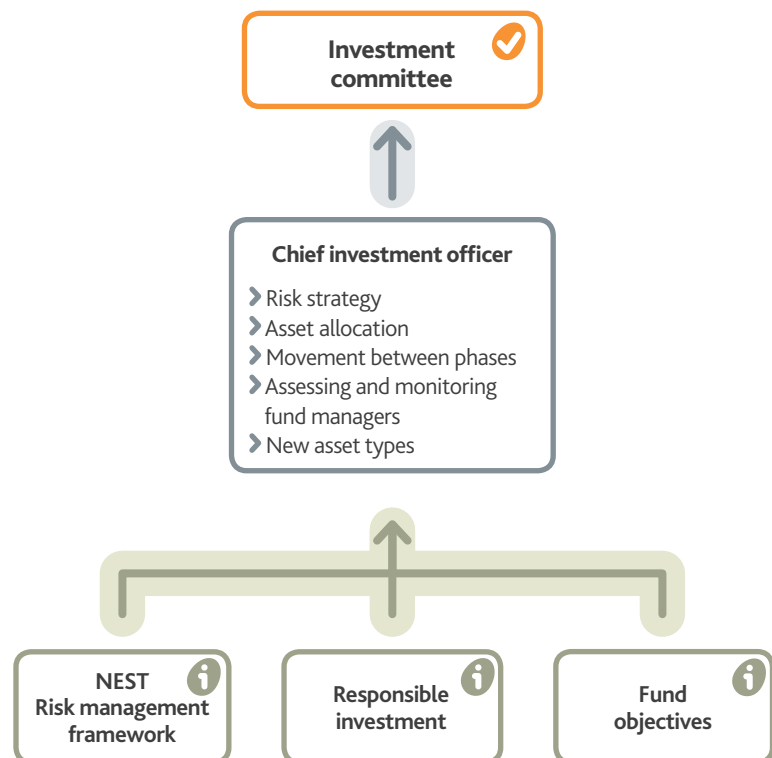 Investment
committee
Chief investment officer
Risk strategy
Asset allocation
Movement between phases
Assessing and monitoring
fund managers
New asset types
NEST
Risk management
framework
Responsible
investment
Fund
objectives